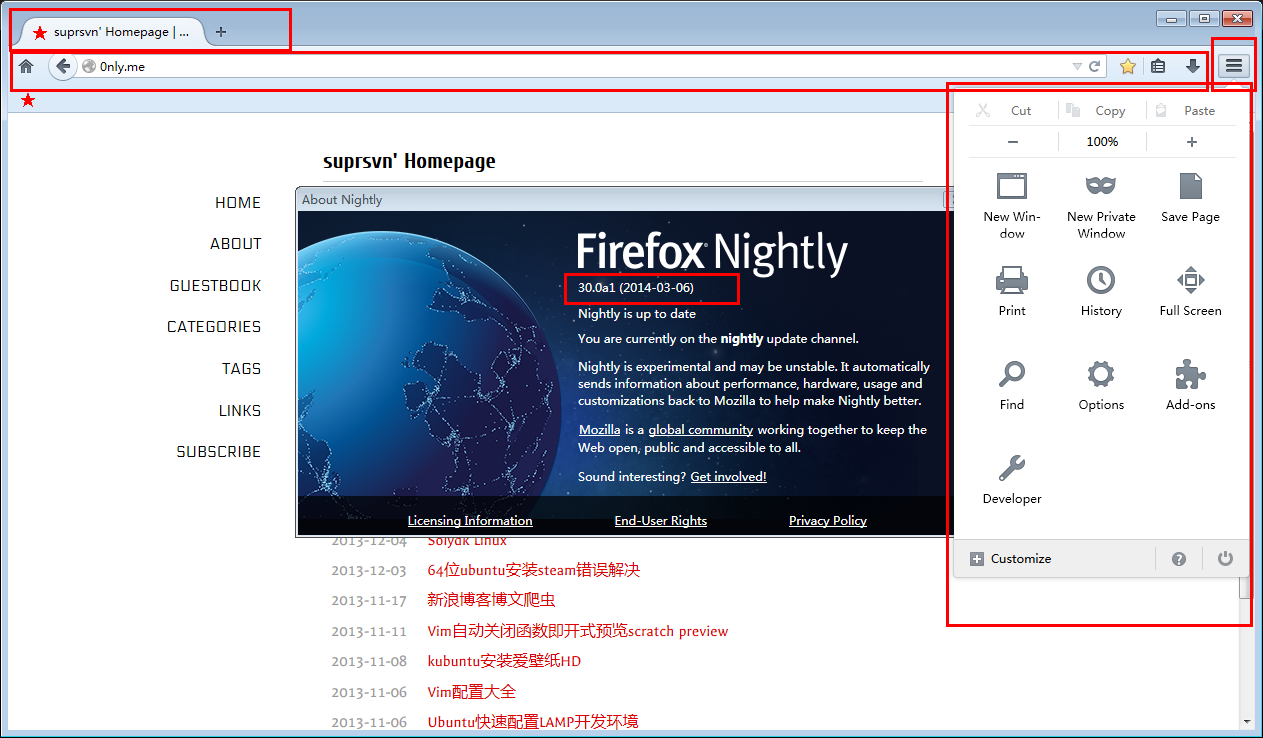 suprsvn' Homepage | ...
0nly.me
suprsvn' Homepage
HOME
ABOUT
GUESTBOOK
CATEGORIES
TAGS
LINKS
SUBSCRIBE
About Nightly
Firefox Nightly
30.0a1 (2014-03-06)
Nightly is up to date
You are currently on the nightly update channel.
Nightly is experimental and may be unstable. It automatically
sends information about performance, hardware, usage and
customizations back to Mozilla to help make Nightly better.
Mozilla is a global community working together to keep the
Web open, public and accessible to all.
Sound interesting? Get involved!
Licensing Information End-User Rights Privacy Policy
2013-12-04 Solydk Linux
2013-12-03 64位ubuntu安装steam错误解决
2013-11-17 新浪博客博文爬虫
2013-11-11 Vim自动关闭函数即开式预览scratch preview
2013-11-08 kubuntu安装爱壁纸HD
2013-11-06 Vim配置大全
2013-11-06 Ubuntu快速配置LAMP开发环境
Cut Copy Paste
− 100% +
New Win-
dow
New Private
Window
Save Page
Print History Full Screen
Find Options Add-ons
Developer
Customize